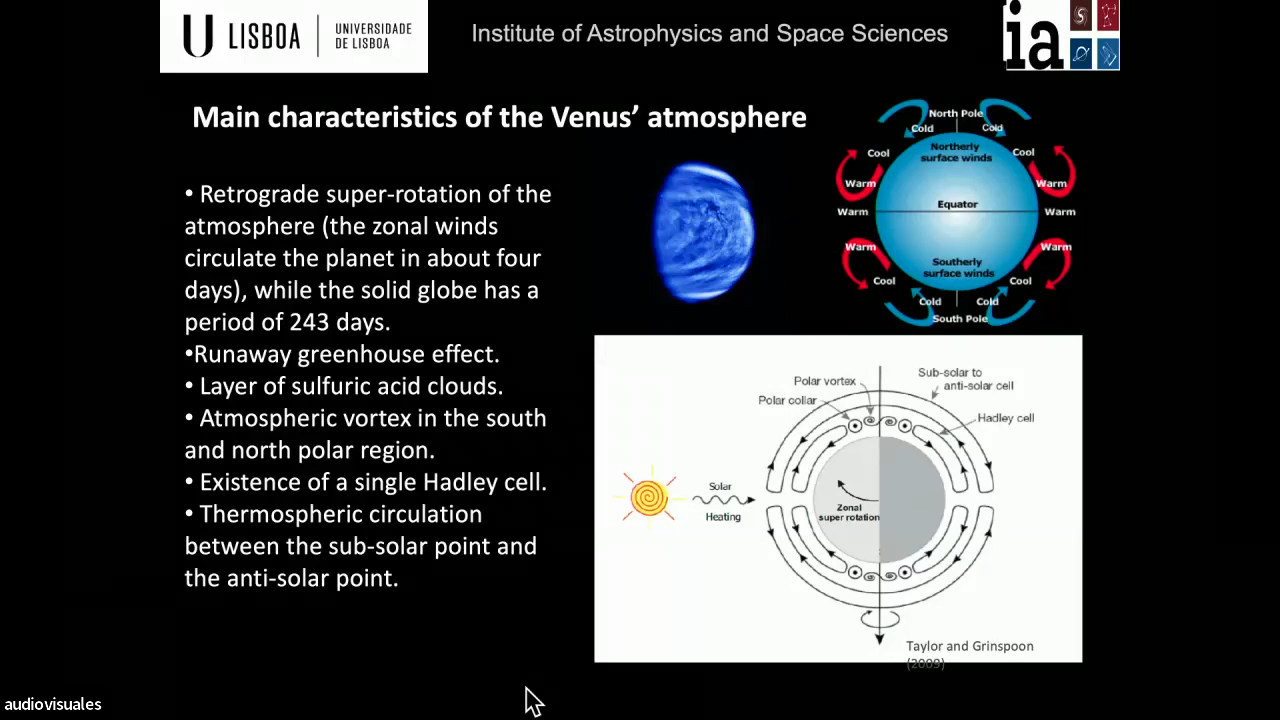 LISBOA
UNIVERSIDADE
DE LISBOA
Institute of Astrophysics and Space Sciences
ia
Main characteristics of the Venus’ atmosphere
• Retrograde super-rotation of the
atmosphere (the zonal winds
circulate the planet in about four
days), while the solid globe has a
period of 243 days.
•Runaway greenhouse effect.
• Layer of sulfuric acid clouds.
• Atmospheric vortex in the south
and north polar region.
• Existence of a single Hadley cell.
• Thermospheric circulation
between the sub-solar point and
the anti-solar point.
North Pole
Cold
Cold
Cool
Northerly
surface winds
Cool
Warm
Warm
Warm
Equator
Warm
Warm
Warm
Southerly
surface winds
Cool
Cool
Cold
Cold
South Pole
Polar vortex
Sub-solar to
anti-solar cell
Polar collar
Hadley cell
Solar
Heating
Zonal
super rotation
Taylor and Grinspoon
(2009)
audiovisuales